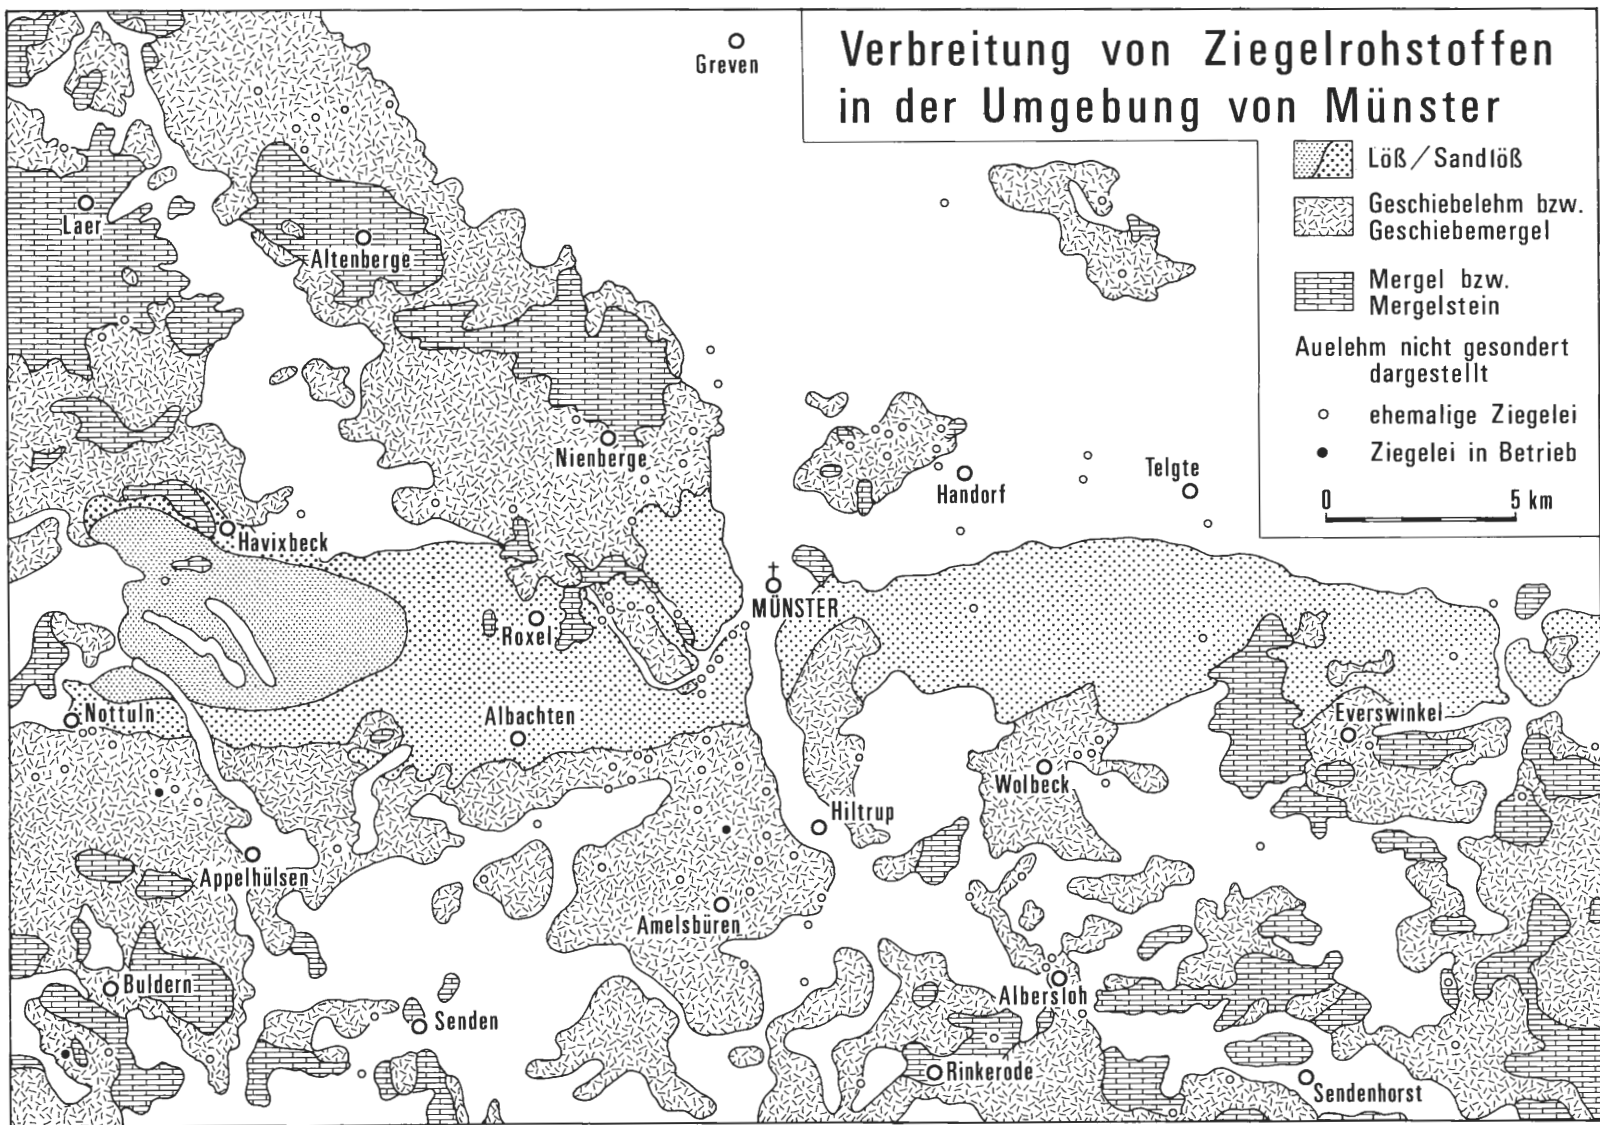 Verbreitung von Ziegelrohstoffen
in der Umgebung von Münster
Löß/Sandlöß
Geschiebelehm bzw.
Geschiebemergel
Mergel bzw.
Mergelstein
Auelehm nicht gesondert
dargestellt
ehemalige Ziegelei
Ziegelei in Betrieb
0 5 km
Greven
Laer
Altenberge
Nienberge
Handorf
Telgte
Havixbeck
MÜNSTER
Roxel
Nottuln
Albachten
Everswinkel
Wolbeck
Hiltrup
Appelhülsen
Amelsbüren
Buldern
Albersloh
Senden
Rinkerode
Sendenhorst